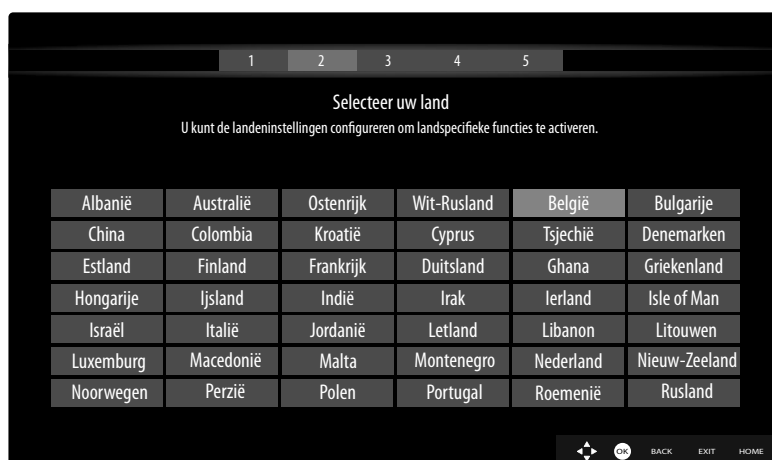 1 2 3 4 5
Selecteer uw land
U kunt de landeninstellingen configureren om landspecifieke functies te activeren.
Albanië Australië Ostenrijk Wit-Rusland België Bulgarije
China Colombia Kroatië Cyprus Tsjechië Denemarken
Estland Finland Frankrijk Duitsland Ghana Griekenland
Hongarije Ijsland Indië Irak Ierland Isle of Man
Israël Italië Jordanië Letland Libanon Litouwen
Luxemburg Macedonië Malta Montenegro Nederland Nieuw-Zeeland
Noorwegen Perzië Polen Portugal Roemenië Rusland
OK BACK EXIT HOME